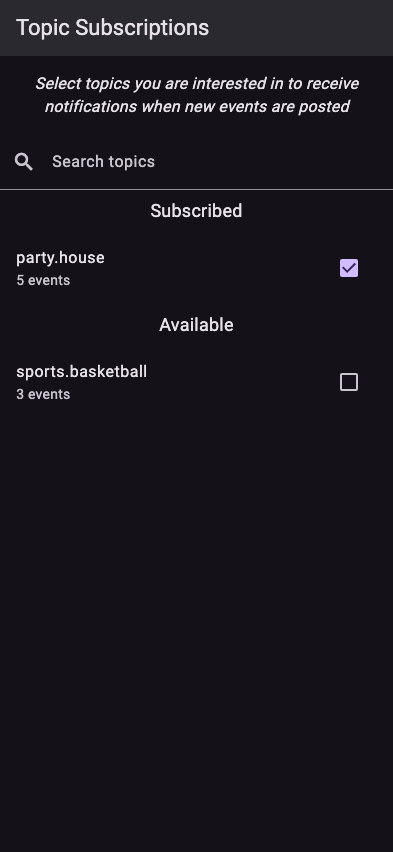 Topic Subscriptions
Select topics you are interested in to receive
notifications when new events are posted
Search topics
Subscribed
party.house
5 events
Available
sports.basketball
3 events